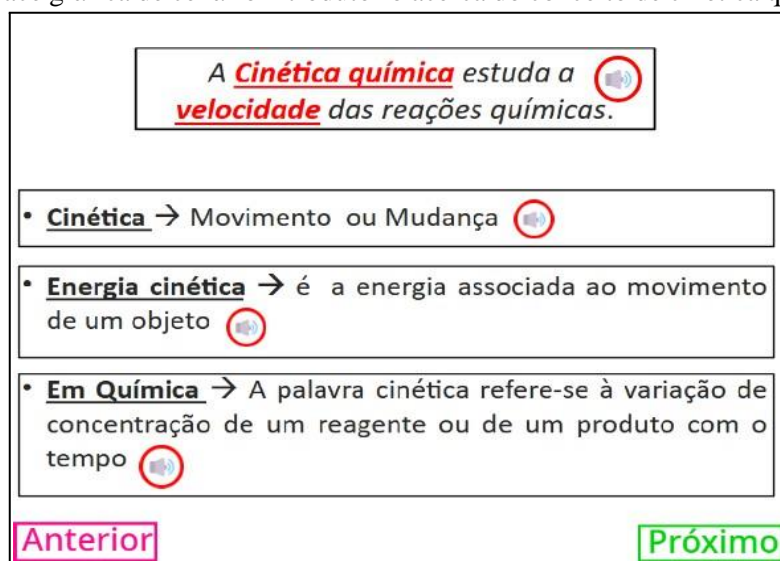 A Cinética química estuda a
velocidade das reações químicas.
• Cinética → Movimento ou Mudança
• Energia cinética → é a energia associada ao movimento
de um objeto
• Em Química → A palavra cinética refere-se à variação de
concentração de um reagente ou de um produto com o
tempo
Anterior
Próximo